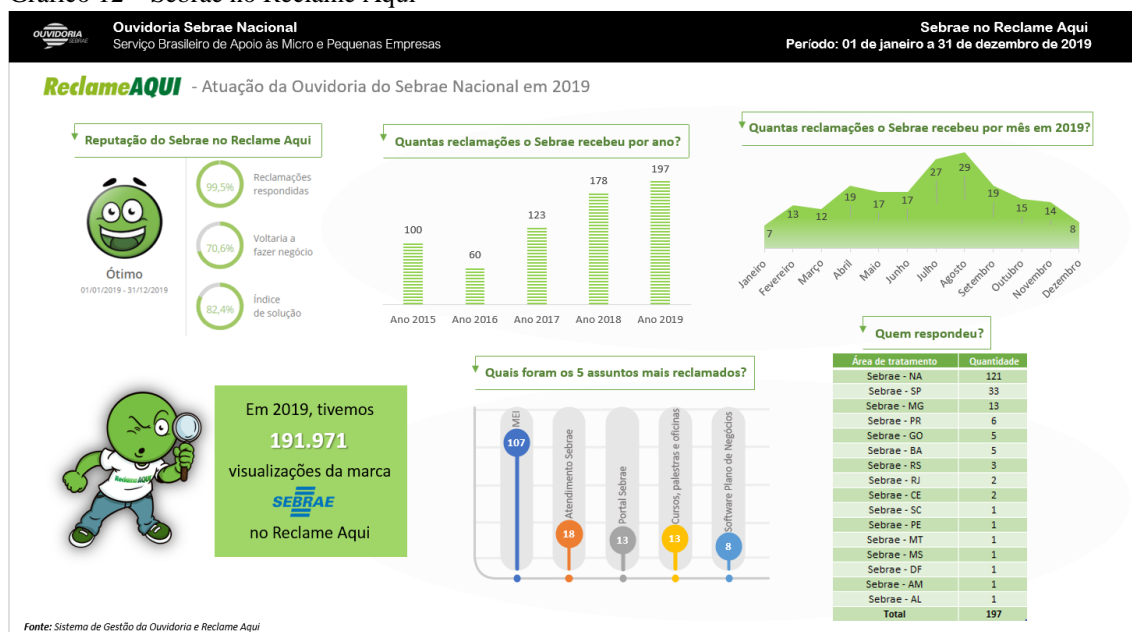 Gráfico 12 – Sebrae no Reclame Aqui
OUVIDORIA
SEBRAE
Ouvidoria Sebrae Nacional
Serviço Brasileiro de Apoio às Micro e Pequenas Empresas
Sebrae no Reclame Aqui
Período: 01 de janeiro a 31 de dezembro de 2019
ReclameAQUI - Atuação da Ouvidoria do Sebrae Nacional em 2019
Reputação do Sebrae no Reclame Aqui
Ótimo
01/01/2019 - 31/12/2019
99,5%
Reclamações
respondidas
70,6%
Voltaria a
fazer negócio
82,4%
Índice
de solução
Quantas reclamações o Sebrae recebeu por ano?
100
60
123
178
197
Ano 2015 Ano 2016 Ano 2017 Ano 2018 Ano 2019
Quantas reclamações o Sebrae recebeu por mês em 2019?
7
13
12
19
17
17
27
29
19
15
14
8
Janeiro
Fevereiro
Março
Abril
Maio
Junho
Julho
Agosto
Setembro
Outubro
Novembro
Dezembro
ReclameAQUI
Em 2019, tivemos
191.971
visualizações da marca
SEBRAE
no Reclame Aqui
Quais foram os 5 assuntos mais reclamados?
MEI
107
Atendimento Sebrae
18
Portal Sebrae
13
Cursos, palestras e oficinas
13
Software Plano de Negócios
8
Quem respondeu?
Área de tratamento Quantidade
Sebrae - NA 121
Sebrae - SP 33
Sebrae - MG 13
Sebrae - PR 6
Sebrae - GO 5
Sebrae - BA 5
Sebrae - RS 3
Sebrae - RJ 2
Sebrae - CE 2
Sebrae - SC 1
Sebrae - PE 1
Sebrae - MT 1
Sebrae - MS 1
Sebrae - DF 1
Sebrae - AM 1
Sebrae - AL 1
Total 197
Fonte: Sistema de Gestão da Ouvidoria e Reclame Aqui